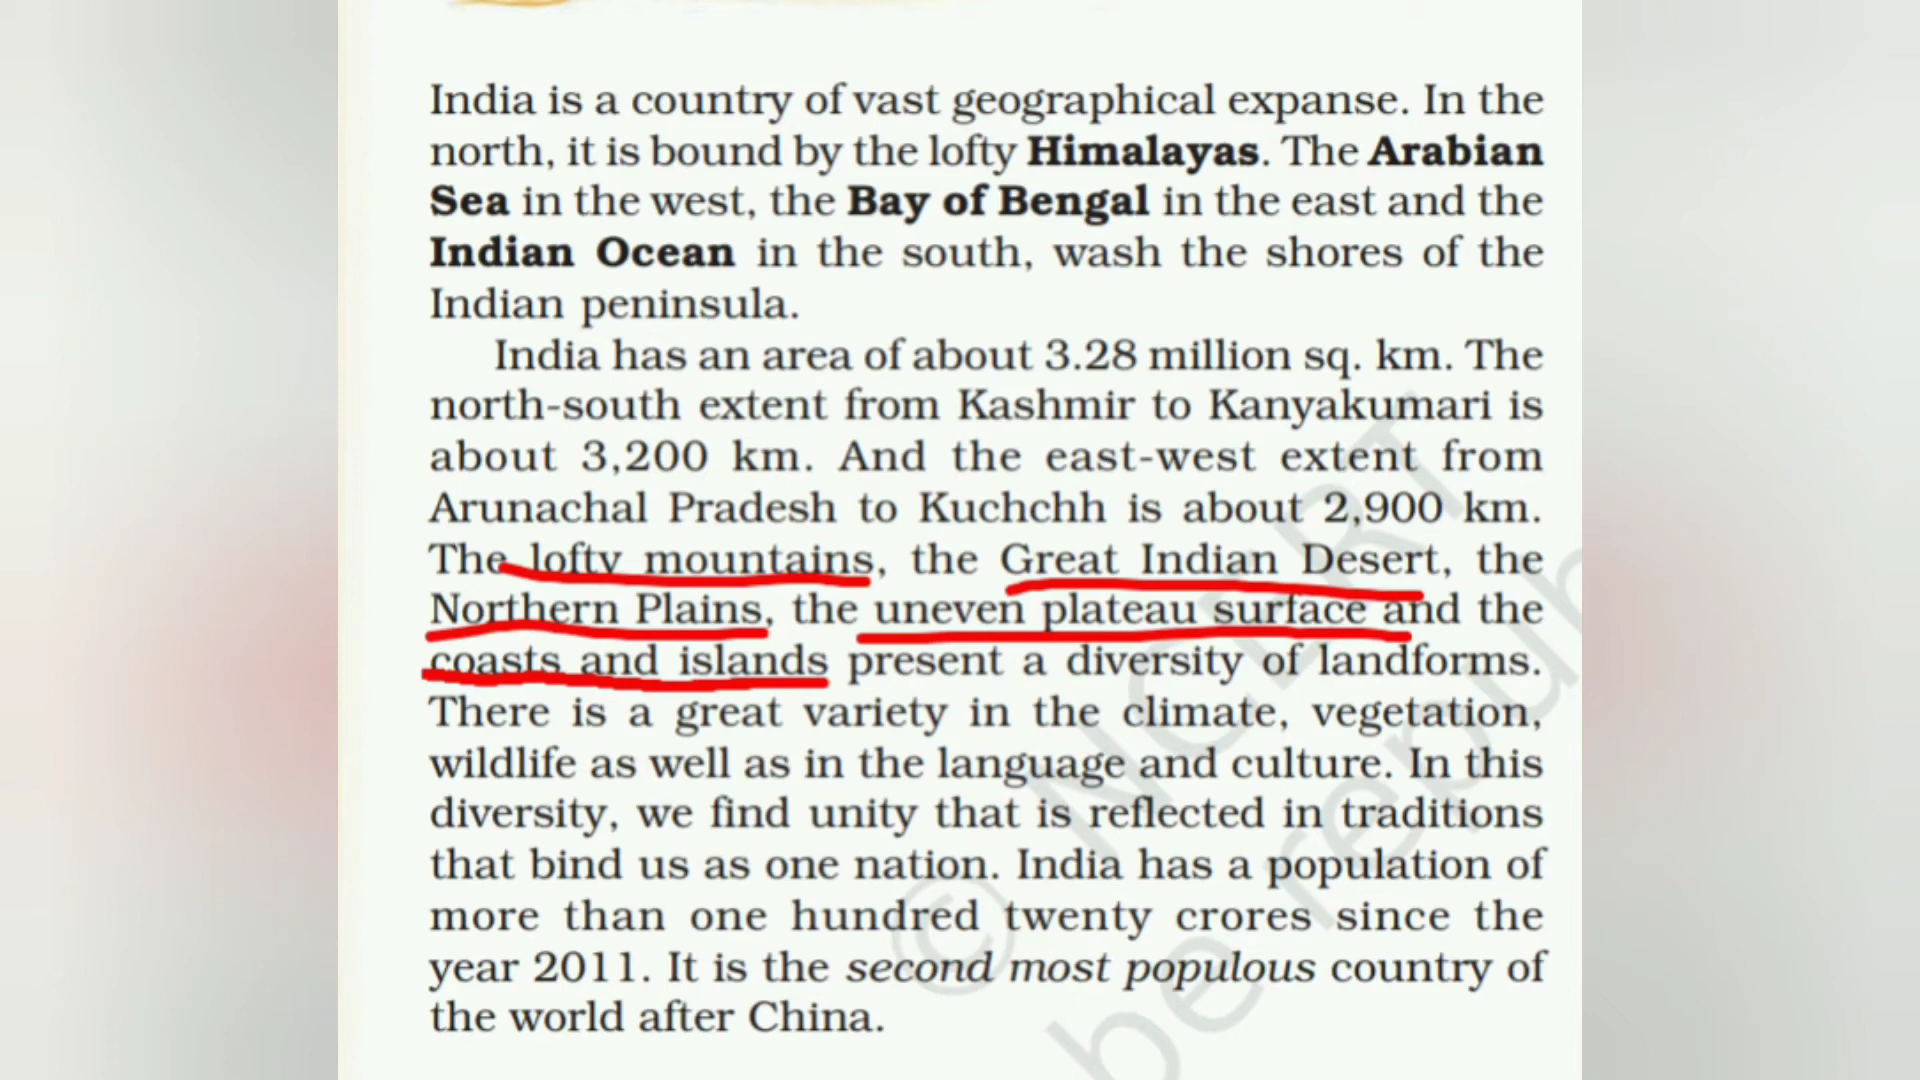 India is a country of vast geographical expanse. In the
north, it is bound by the lofty Himalayas. The Arabian
Sea in the west, the Bay of Bengal in the east and the
Indian Ocean in the south, wash the shores of the
Indian peninsula.
India has an area of about 3.28 million sq. km. The
north-south extent from Kashmir to Kanyakumari is
about 3,200 km. And the east-west extent from
Arunachal Pradesh to Kuchchh is about 2,900 km.
The lofty mountains, the Great Indian Desert, the
Northern Plains, the uneven plateau surface and the
coasts and islands present a diversity of landforms.
There is a great variety in the climate, vegetation,
wildlife as well as in the language and culture. In this
diversity, we find unity that is reflected in traditions
that bind us as one nation. India has a population of
more than one hundred twenty crores since the
year 2011. It is the second most populous country of
the world after China.
© NCERT
be repub